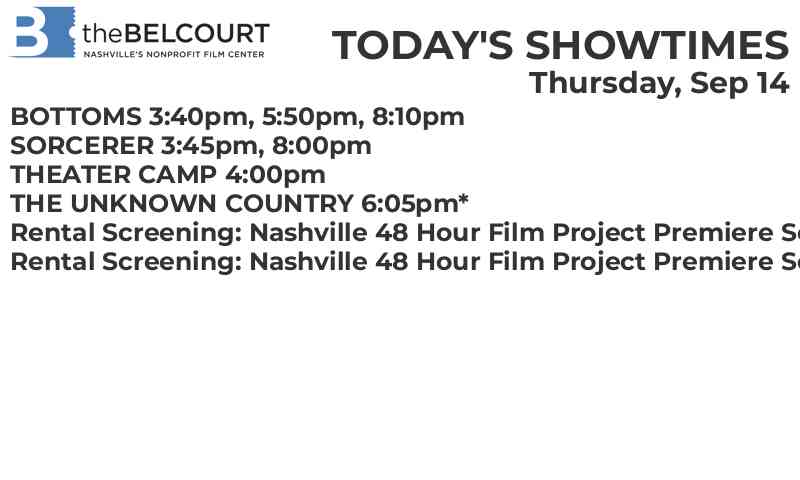 B theBELCOURT
NASHVILLE'S NONPROFIT FILM CENTER
TODAY'S SHOWTIMES
Thursday, Sep 14
BOTTOMS 3:40pm, 5:50pm, 8:10pm
SORCERER 3:45pm, 8:00pm
THEATER CAMP 4:00pm
THE UNKNOWN COUNTRY 6:05pm*
Rental Screening: Nashville 48 Hour Film Project Premiere
Rental Screening: Nashville 48 Hour Film Project Premiere